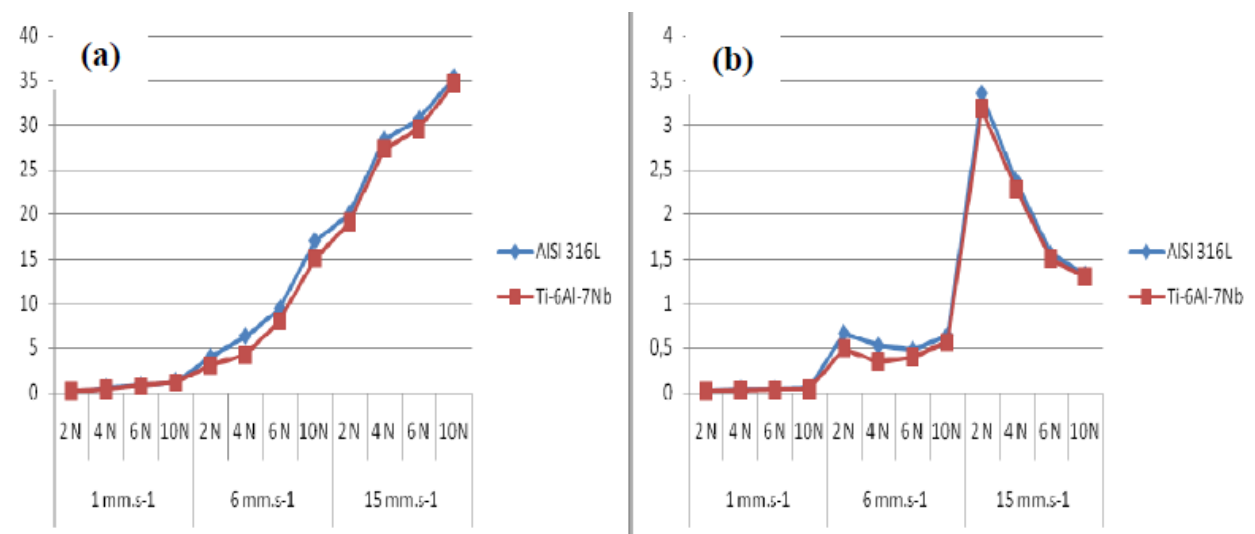 (a)
40
35
30
25
20
15
10
5
0
2 N 4 N 6 N 10N 2 N 4 N 6 N 10N 2 N 4 N 6 N 10N
1 mm.s-1 6 mm.s-1 15 mm.s-1
AISI 316L
Ti-6Al-7Nb
(b)
4
3,5
3
2,5
2
1,5
1
0,5
0
2 N 4 N 6 N 10N 2 N 4 N 6 N 10N 2 N 4 N 6 N 10N
1 mm.s-1 6 mm.s-1 15 mm.s-1
AISI 316L
Ti-6Al-7Nb